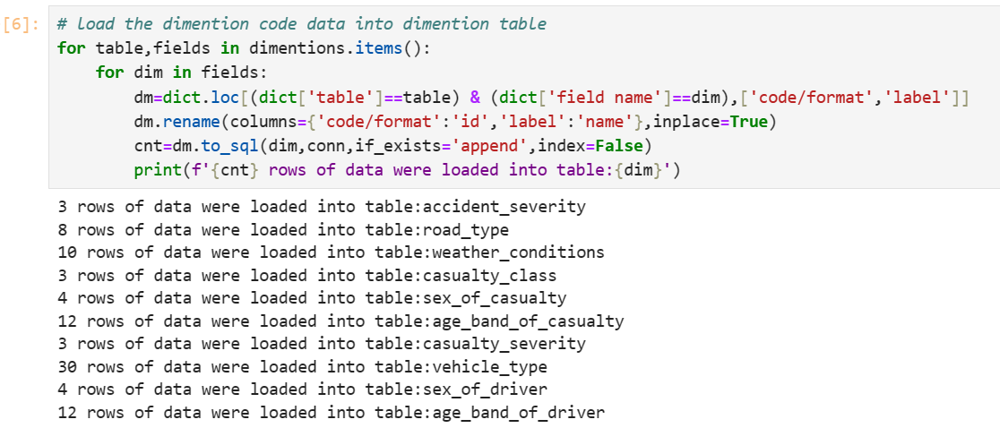 [6]: # load the dimention code data into dimention table
for table,fields in dimentions.items():
    for dim in fields:
        dm=dict.loc[(dict['table']==table) & (dict['field name']==dim),['code/format','label']]
        dm.rename(columns={'code/format':'id','label':'name'},inplace=True)
        cnt=dm.to_sql(dim,conn,if_exists='append',index=False)
        print(f'{cnt} rows of data were loaded into table:{dim}')
3 rows of data were loaded into table:accident_severity
8 rows of data were loaded into table:road_type
10 rows of data were loaded into table:weather_conditions
3 rows of data were loaded into table:casualty_class
4 rows of data were loaded into table:sex_of_casualty
12 rows of data were loaded into table:age_band_of_casualty
3 rows of data were loaded into table:casualty_severity
30 rows of data were loaded into table:vehicle_type
4 rows of data were loaded into table:sex_of_driver
12 rows of data were loaded into table:age_band_of_driver